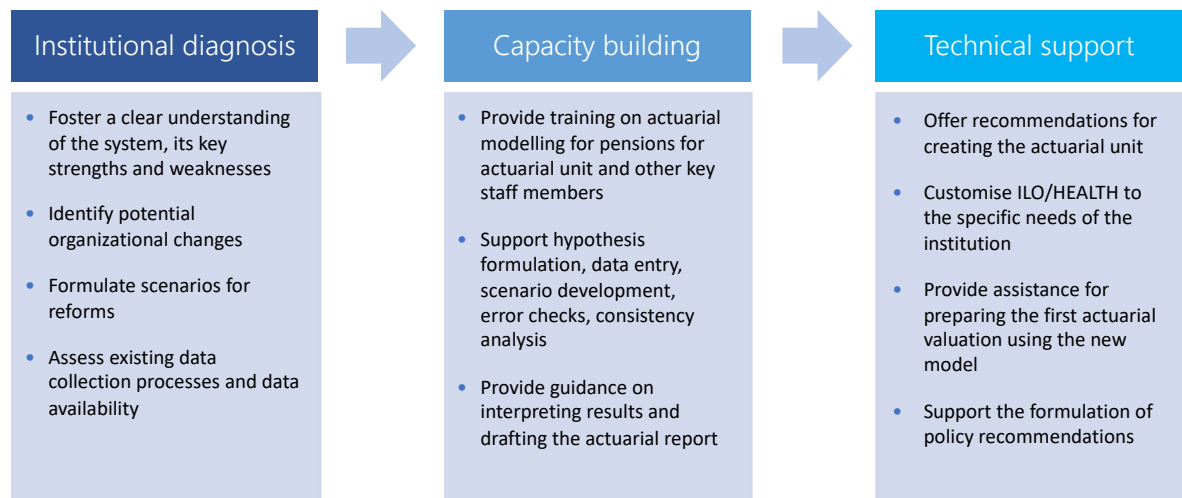 Institutional diagnosis
Foster a clear understanding
of the system, its key
strengths and weaknesses
Identify potential
organizational changes
Formulate scenarios for
reforms
Assess existing data
collection processes and data
availability
Capacity building
Provide training on actuarial
modelling for pensions for
actuarial unit and other key
staff members
Support hypothesis
formulation, data entry,
scenario development,
error checks, consistency
analysis
Provide guidance on
interpreting results and
drafting the actuarial report
Technical support
Offer recommendations for
creating the actuarial unit
Customise ILO/HEALTH to
the specific needs of the
institution
Provide assistance for
preparing the first actuarial
valuation using the new
model
Support the formulation of
policy recommendations